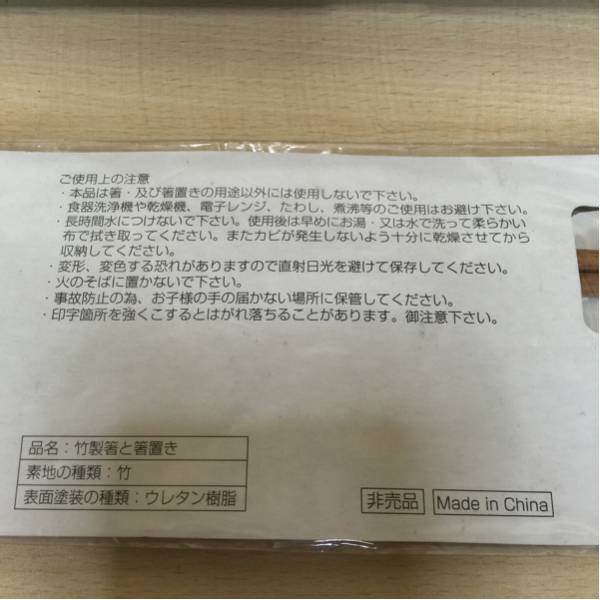 ご使用上の注意
・本品は箸・及び箸置きの用途以外には使用しないで下さい。
・食器洗浄機や乾燥機、電子レンジ、たわし、煮沸等のご使用はお避け下さい。
・長時間水につけないで下さい。使用後は早めにお湯・又は水で洗って柔らかい
布で拭き取ってください。またカビが発生しないよう十分に乾燥させてから
収納してください。
・変形、変色する恐れがありますので直射日光を避けて保存してください。
・火のそばに置かないで下さい。
・事故防止の為、お子様の手の届かない場所に保管してください。
・印字箇所を強くこするとはがれ落ちることがあります。御注意下さい。
品名：竹製箸と箸置き
素地の種類：竹
表面塗装の種類：ウレタン樹脂
非売品
Made in China